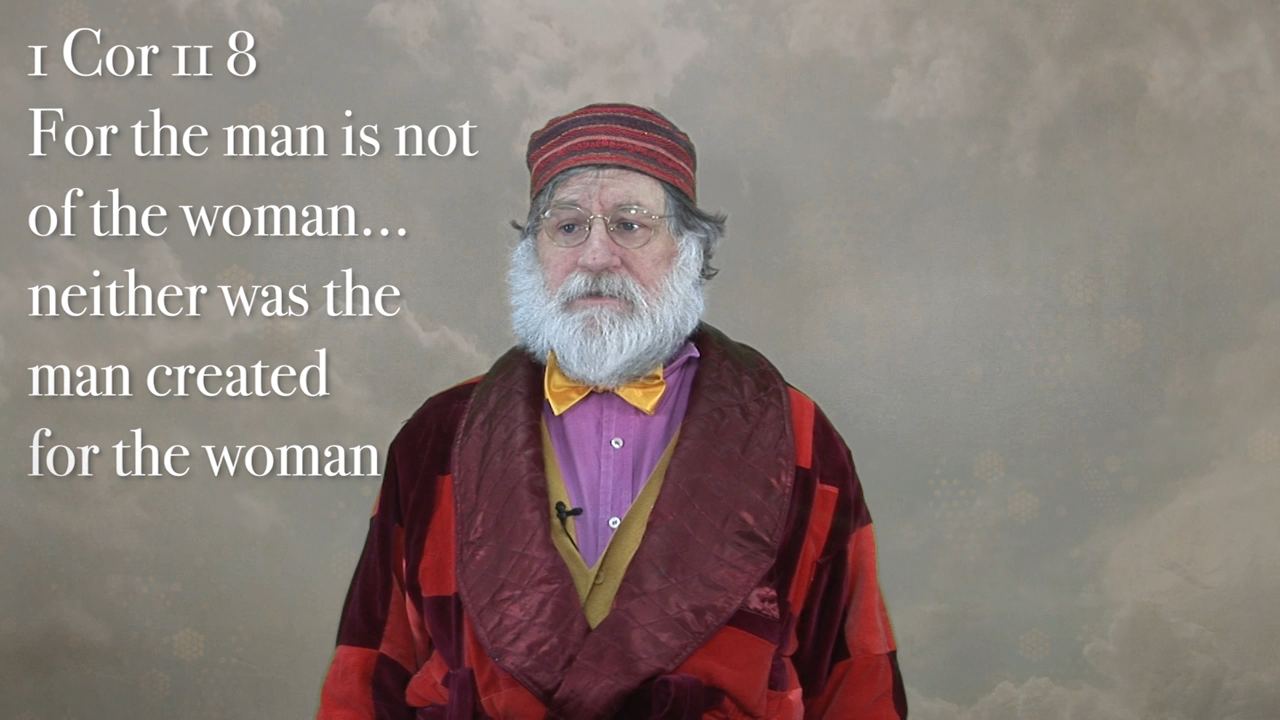 1 Cor 11 8
For the man is not
of the woman...
neither was the
man created
for the woman